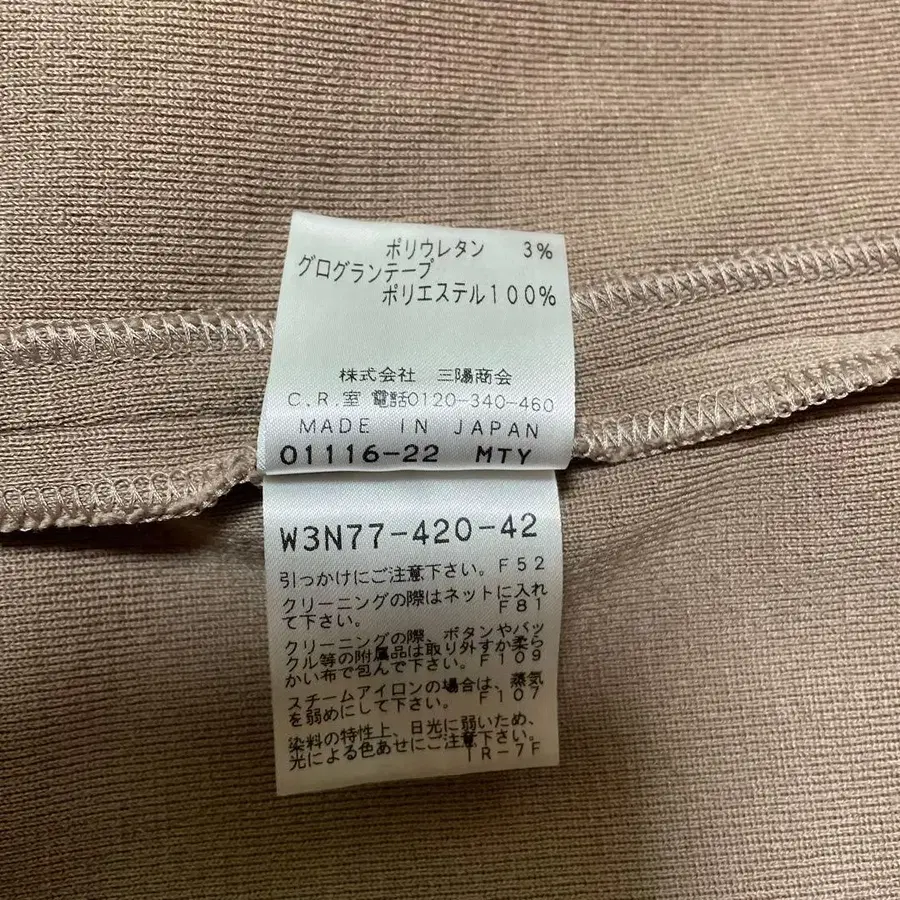 ポリウレタン 3%
グログランテープ
ポリエステル100%
株式会社 三陽商会
C.R.室 電話0120-340-460
MADE IN JAPAN
01116-22 MTY
W3N77-420-42
引っかけにご注意下さい。F52
クリーニングの際はネットに入れ
て下さい。 F81
クリーニングの際、ボタンやバッ
クル等の附属品は取り外すか柔ら
かい布で包んで下さい。F109
スチームアイロンの場合は、蒸気
を弱めにして下さい。 F107
染料の特性上、日光に弱いため、
光による色あせにご注意下さい。
IR-7F